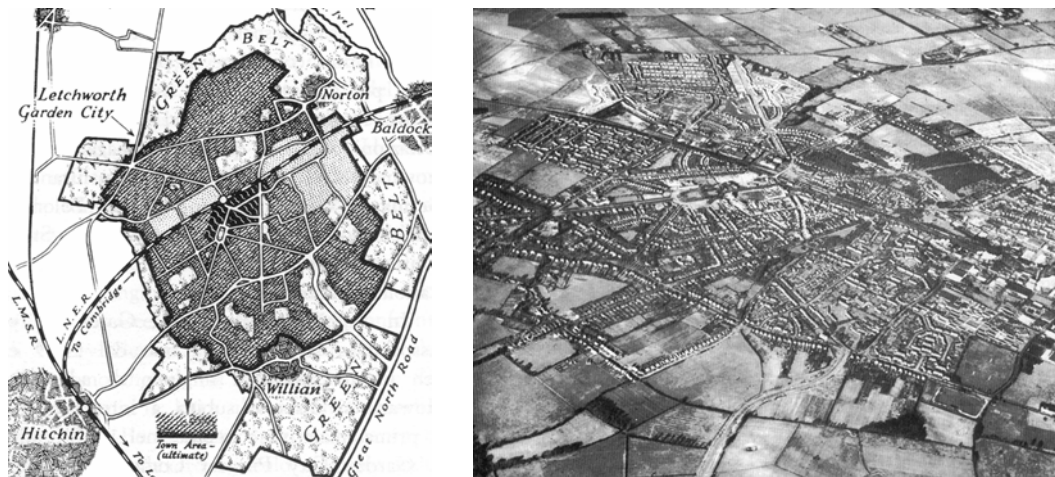 Ivel
GREEN BELT
Letchworth
Garden City
Norton
Baldock
BELT
L.M.S.R.
L.N.E.R.
To Cambridge
Willian
GREEN
Great North Road
Hitchin
Town Area –
(ultimate)